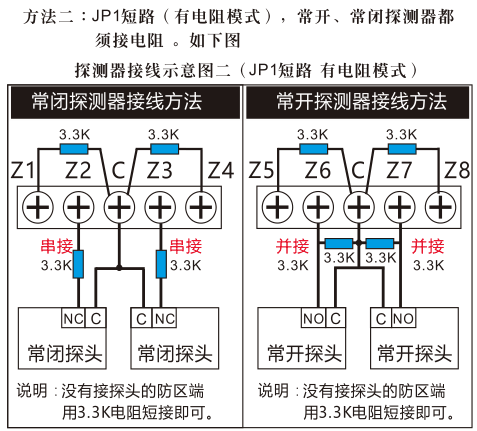 方法二：JP1短路（有电阻模式），常开、常闭探测器都
须接电阻 。如下图
探测器接线示意图二（JP1短路 有电阻模式）
常闭探测器接线方法
3.3K 3.3K
Z1 Z2 C Z3 Z4
串接 串接
3.3K 3.3K
NC C C NC
常闭探头 常闭探头
说明：没有接探头的防区端
用3.3K电阻短接即可。
常开探测器接线方法
3.3K 3.3K
Z5 Z6 C Z7 Z8
并接 并接
3.3K 3.3K 3.3K 3.3K
NO C C NO
常开探头 常开探头
说明：没有接探头的防区端
用3.3K电阻短接即可。